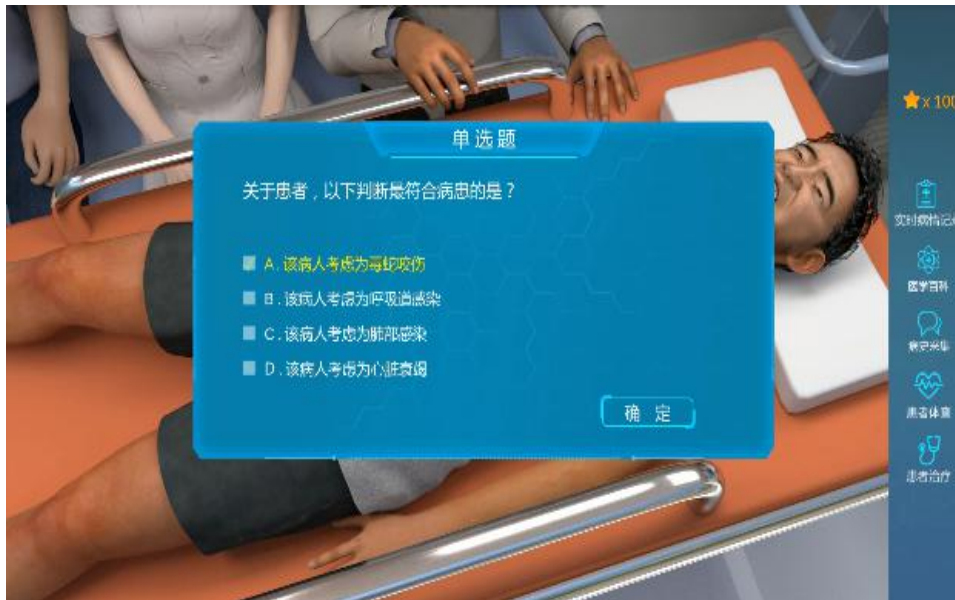 单选题
关于患者，以下判断最符合病患的是？
A.该病人考虑为毒蛇咬伤
B.该病人考虑为呼吸道感染
C.该病人考虑为肺部感染
D.该病人考虑为心脏衰竭
确 定
x 100
实时病情记录
医学百科
病史采集
患者体查
患者治疗